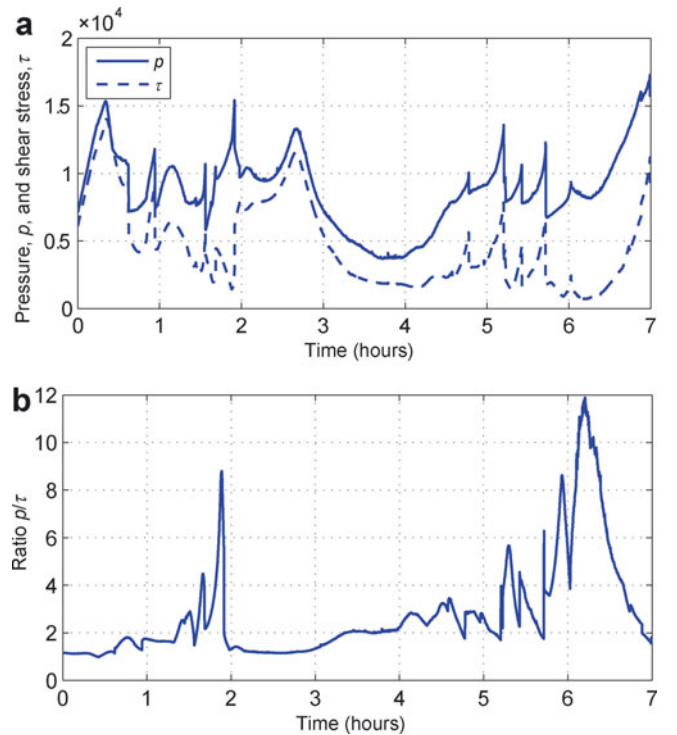 a
×10⁴
2
1.5
1
0.5
0
p
τ
Pressure, p, and shear stress, τ
0 1 2 3 4 5 6 7
Time (hours)
b
12
10
8
6
4
2
0
Ratio p/τ
0 1 2 3 4 5 6 7
Time (hours)